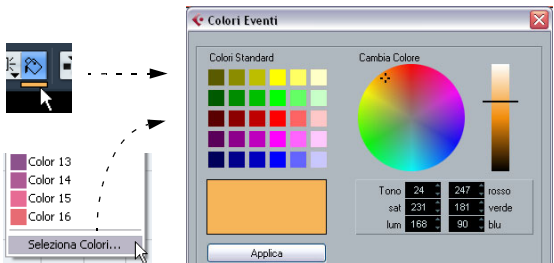 Colori Eventi
Colori Standard
Cambia Colore
Color 13
Color 14
Color 15
Color 16
Seleziona Colori...
Tono 24 247 rosso
sat 231 181 verde
lum 168 90 blu
Applica